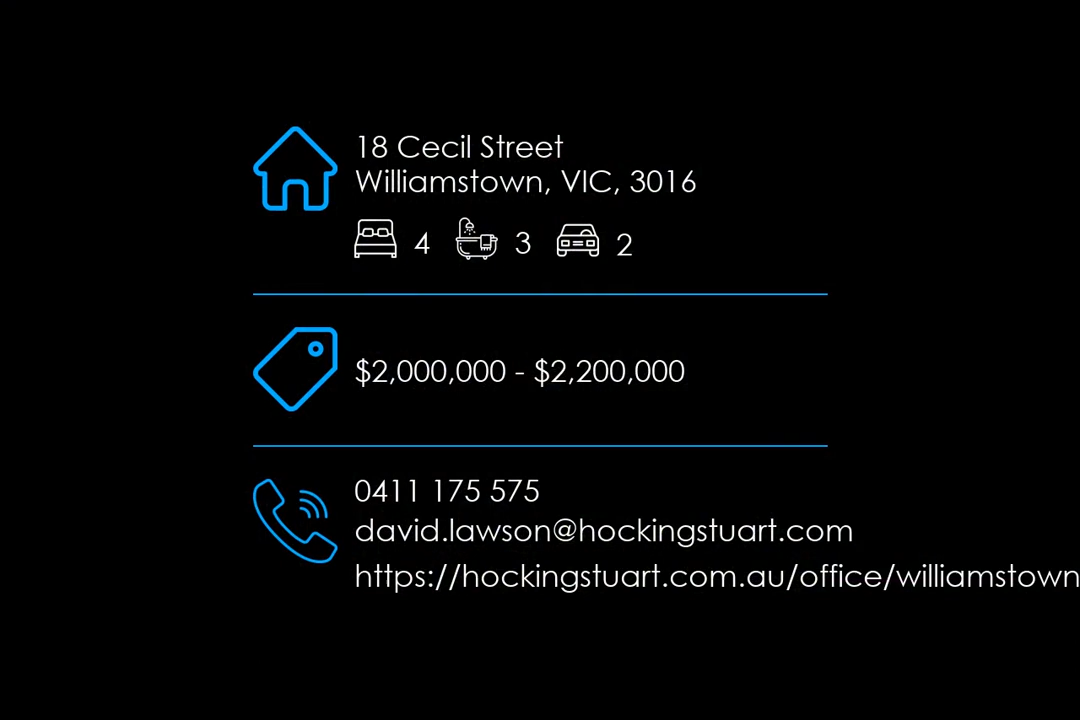 18 Cecil Street
Williamstown, VIC, 3016
4 3 2
$2,000,000 - $2,200,000
0411 175 575
david.lawson@hockingstuart.com
https://hockingstuart.com.au/office/williamstown